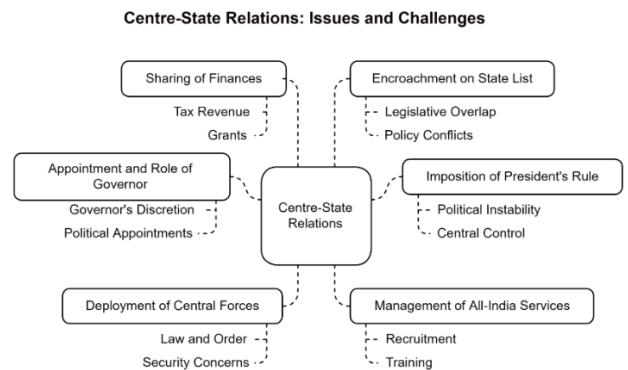 Centre-State Relations: Issues and Challenges
Sharing of Finances
Tax Revenue
Grants
Encroachment on State List
Legislative Overlap
Policy Conflicts
Appointment and Role of
Governor
Governor's Discretion
Political Appointments
Centre-State
Relations
Imposition of President's Rule
Political Instability
Central Control
Deployment of Central Forces
Law and Order
Security Concerns
Management of All-India Services
Recruitment
Training